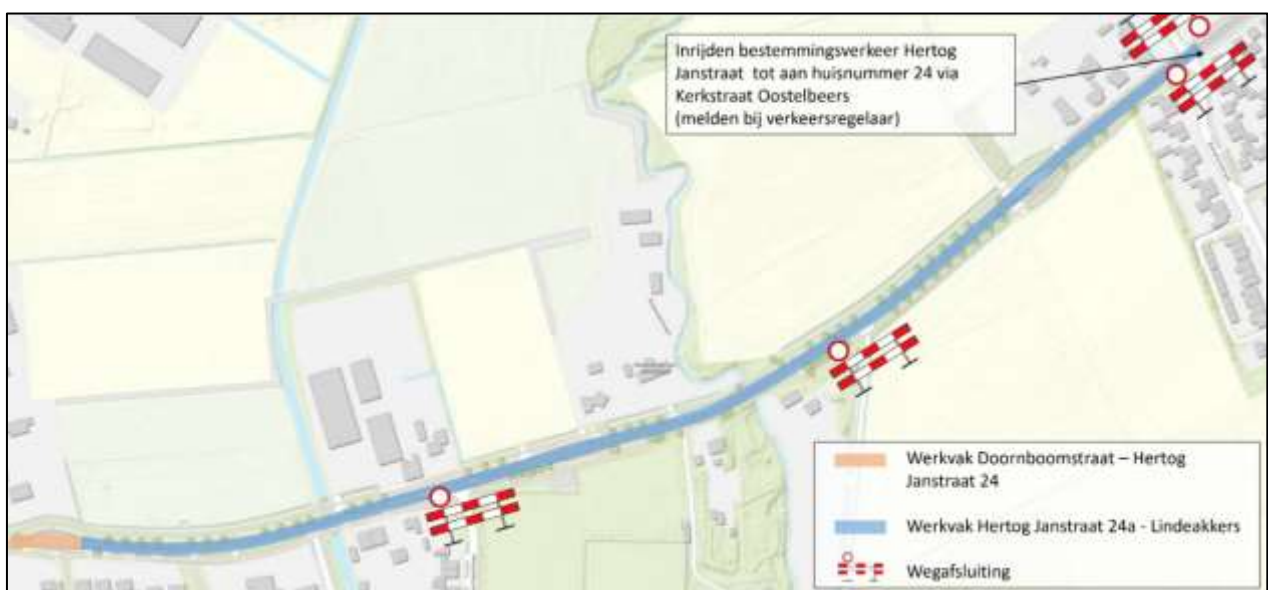 Inrijden bestemmingsverkeer Hertog
Janstraat tot aan huisnummer 24 via
Kerkstraat Oostelbeers
(melden bij verkeersregelaar)
Werkvak Doornboomstraat – Hertog
Janstraat 24
Werkvak Hertog Janstraat 24a - Lindeakkers
Wegafsluiting